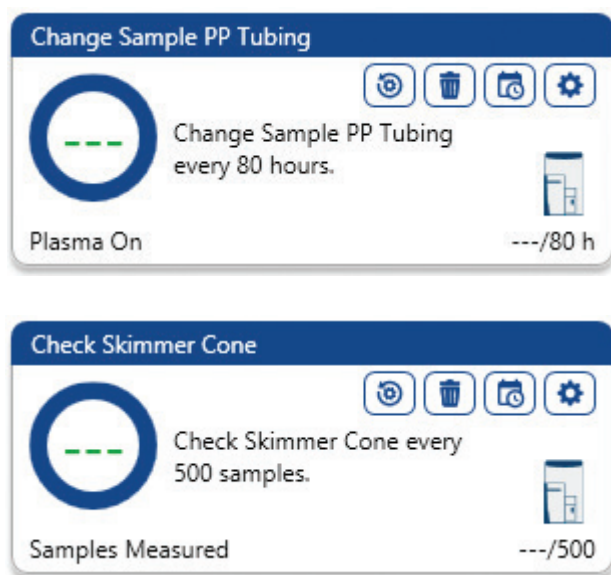 Change Sample PP Tubing
---
Change Sample PP Tubing
every 80 hours.
Plasma On
---/80 h
Check Skimmer Cone
---
Check Skimmer Cone every
500 samples.
Samples Measured
---/500